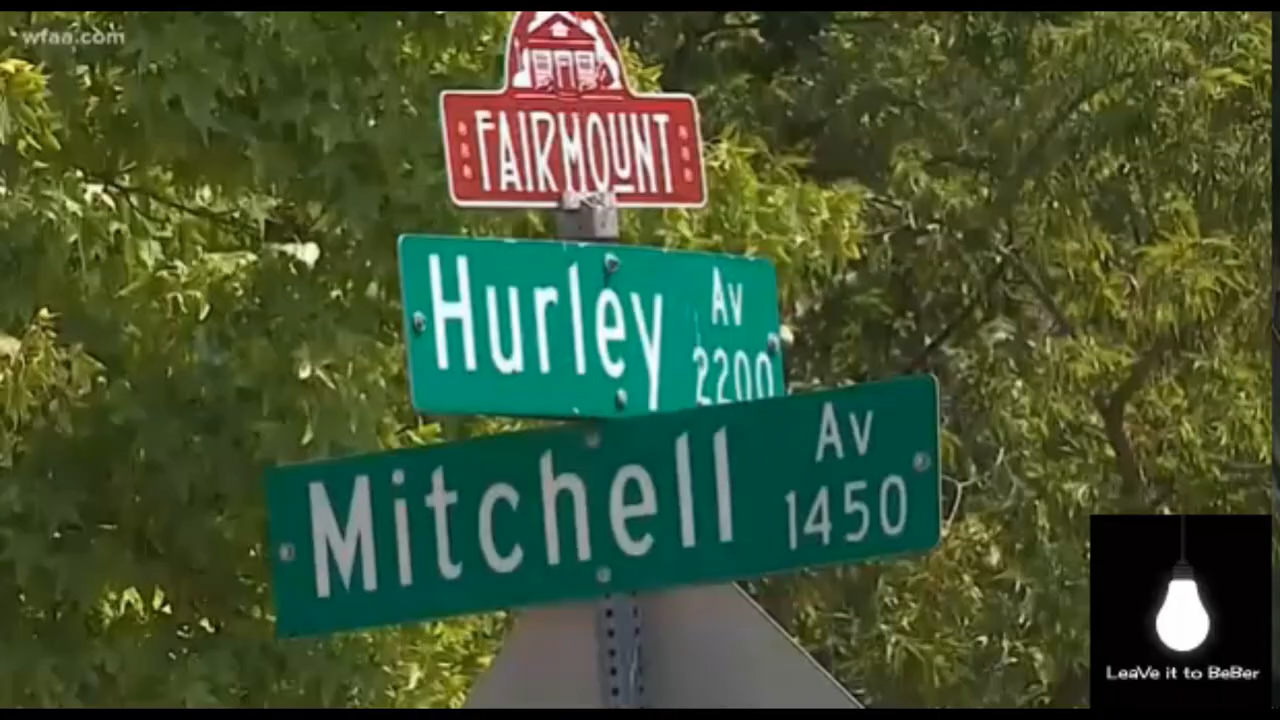 wfaa.com
FAIRMOUNT
Hurley Av
2200
Mitchell Av
1450
LeaVe it to BeBer